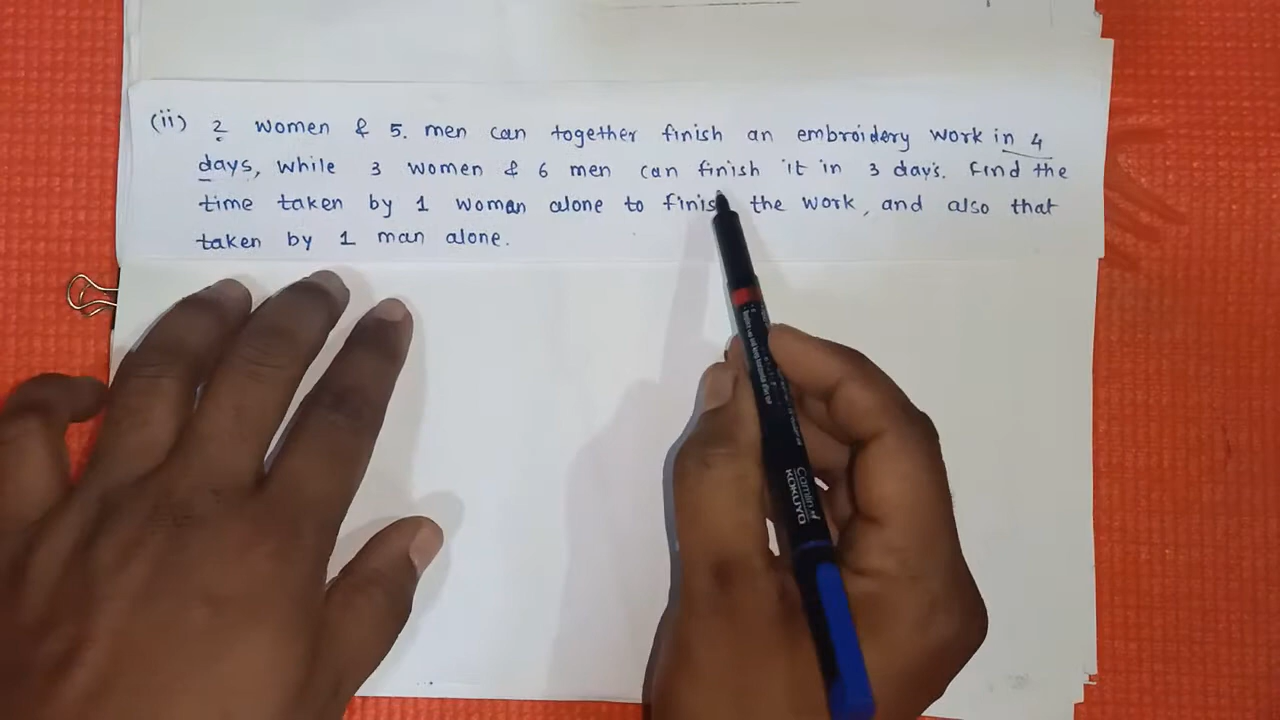 (ii) 2 women & 5. men can together finish an embroidery work in 4
days, while 3 women & 6 men can finish it in 3 days. Find the
time taken by 1 woman alone to finish the work, and also that
taken by 1 man alone.
Camlin
KOKUYO